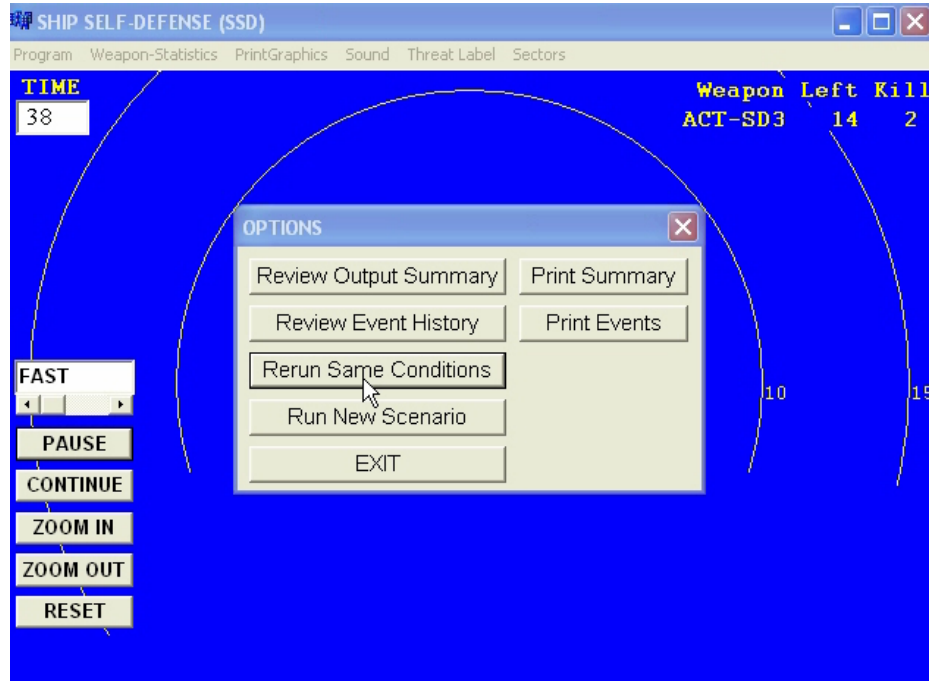 SHIP SELF-DEFENSE (SSD)
Program Weapon-Statistics PrintGraphics Sound Threat Label Sectors
TIME
38
Weapon Left Kill
ACT-SD3 14 2
OPTIONS
Review Output Summary Print Summary
Review Event History Print Events
Rerun Same Conditions
Run New Scenario
EXIT
10
15
FAST
PAUSE
CONTINUE
ZOOM IN
ZOOM OUT
RESET